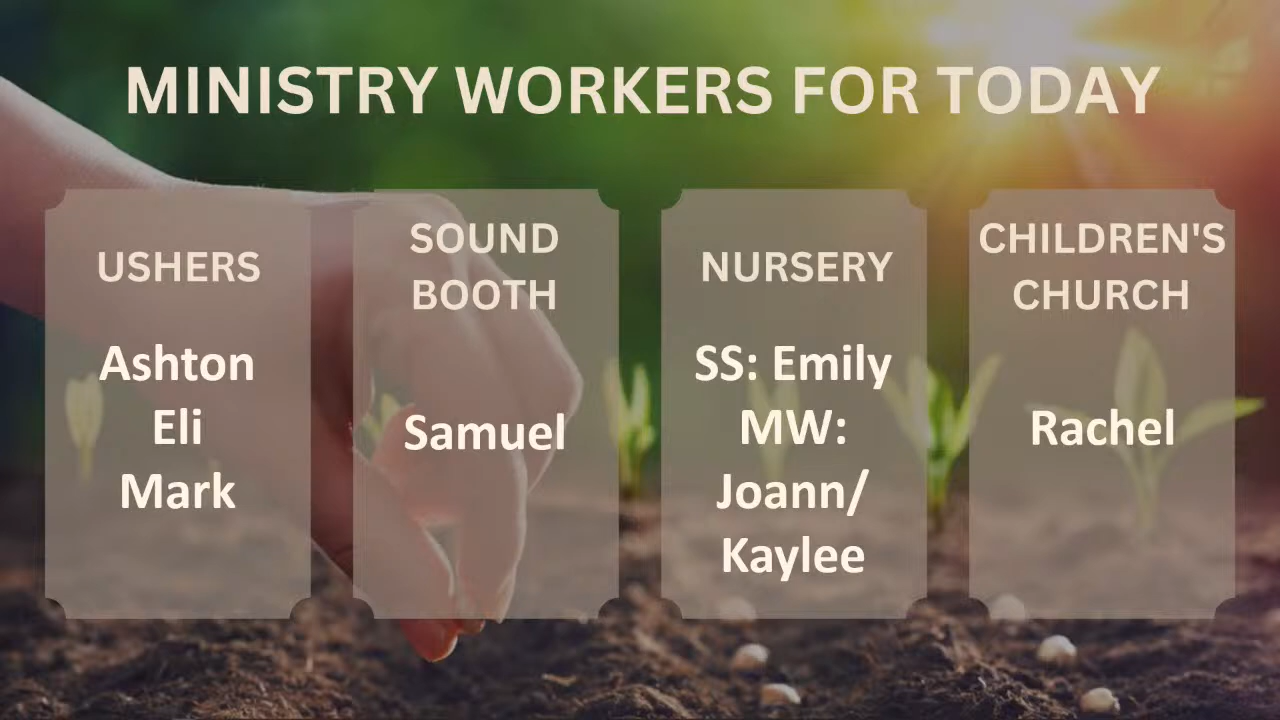 MINISTRY WORKERS FOR TODAY
USHERS
Ashton
Eli
Mark
SOUND
BOOTH
Samuel
NURSERY
SS: Emily
MW:
Joann/
Kaylee
CHILDREN'S
CHURCH
Rachel